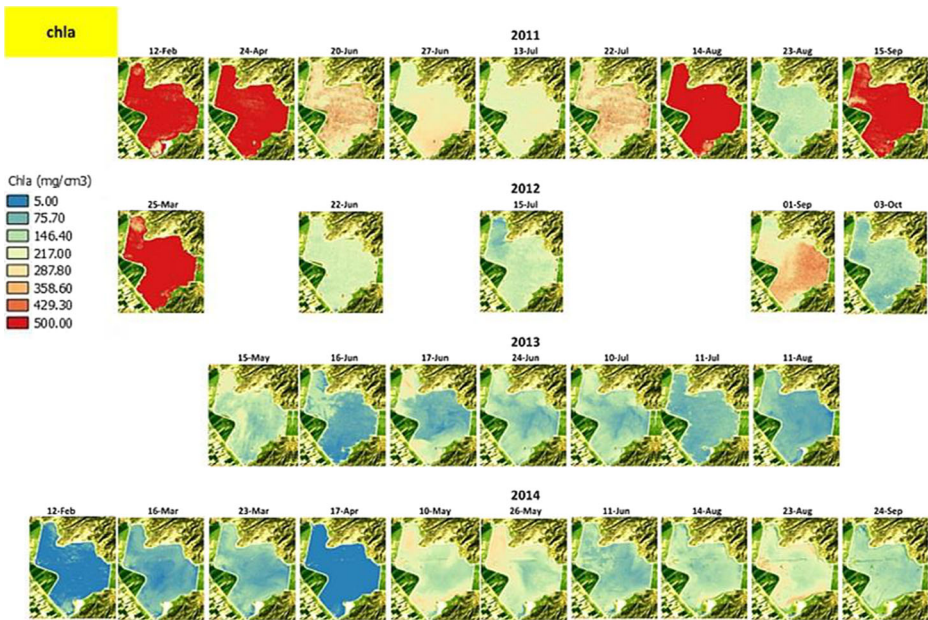 chla
2011
12-Feb 24-Apr 20-Jun 27-Jun 13-Jul 22-Jul 14-Aug 23-Aug 15-Sep
Chla (mg/cm3)
5.00
75.70
146.40
217.00
287.80
358.60
429.30
500.00
2012
25-Mar 22-Jun 15-Jul 01-Sep 03-Oct
2013
15-May 16-Jun 17-Jun 24-Jun 10-Jul 11-Jul 11-Aug
2014
12-Feb 16-Mar 23-Mar 17-Apr 10-May 26-May 11-Jun 14-Aug 23-Aug 24-Sep